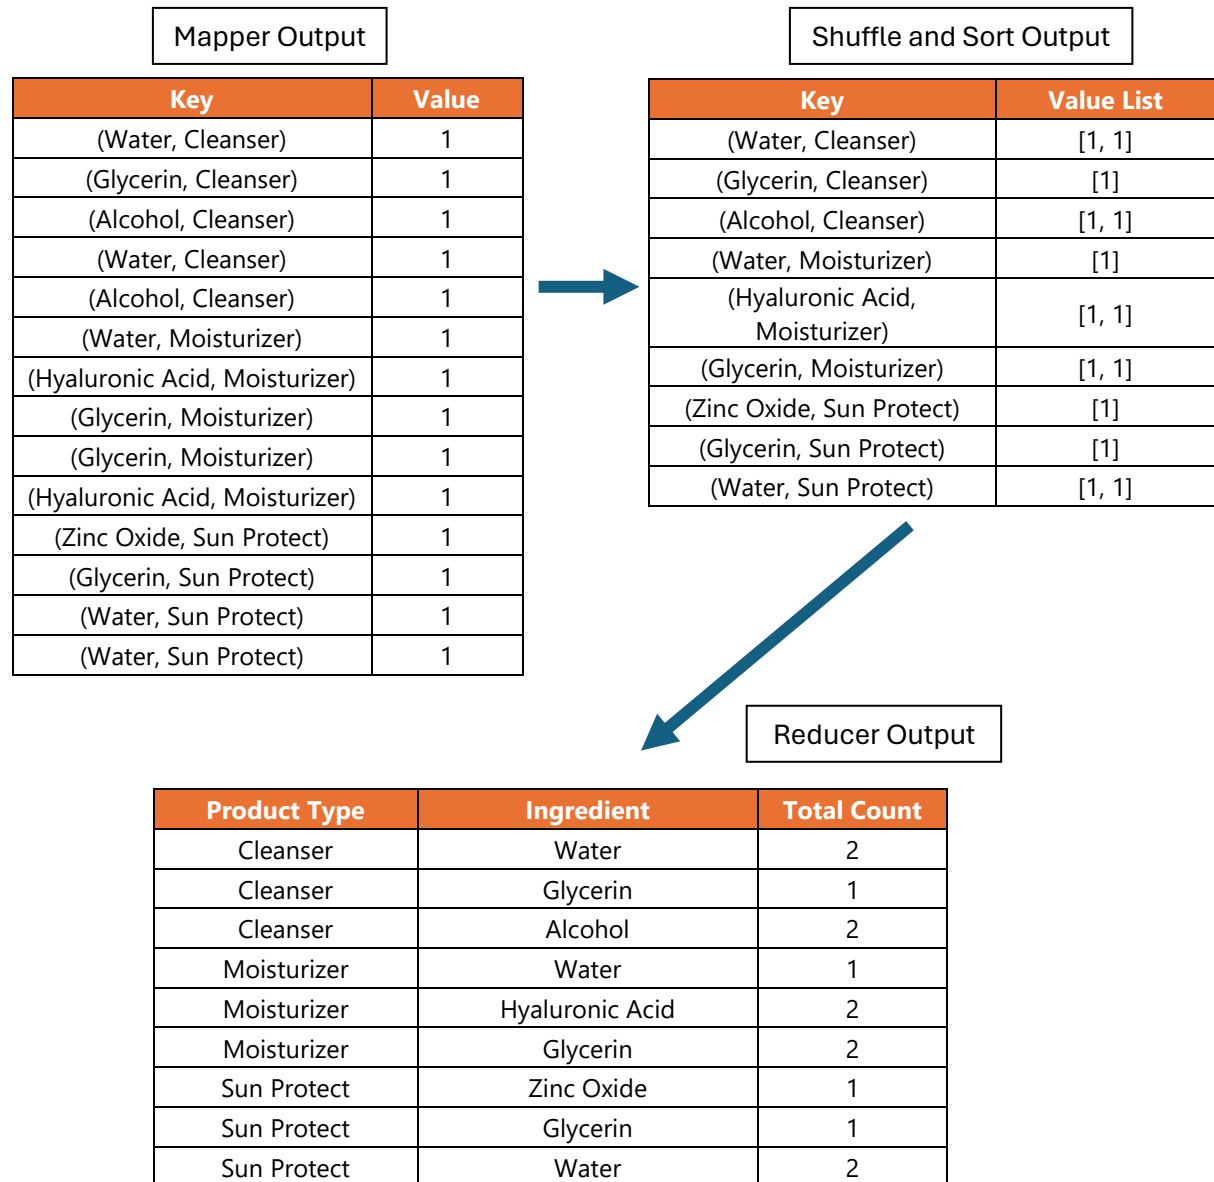 Mapper Output
Key Value
(Water, Cleanser) 1
(Glycerin, Cleanser) 1
(Alcohol, Cleanser) 1
(Water, Cleanser) 1
(Alcohol, Cleanser) 1
(Water, Moisturizer) 1
(Hyaluronic Acid, Moisturizer) 1
(Glycerin, Moisturizer) 1
(Glycerin, Moisturizer) 1
(Hyaluronic Acid, Moisturizer) 1
(Zinc Oxide, Sun Protect) 1
(Glycerin, Sun Protect) 1
(Water, Sun Protect) 1
(Water, Sun Protect) 1
Shuffle and Sort Output
Key Value List
(Water, Cleanser) [1, 1]
(Glycerin, Cleanser) [1]
(Alcohol, Cleanser) [1, 1]
(Water, Moisturizer) [1]
(Hyaluronic Acid,
Moisturizer) [1, 1]
(Glycerin, Moisturizer) [1, 1]
(Zinc Oxide, Sun Protect) [1]
(Glycerin, Sun Protect) [1]
(Water, Sun Protect) [1, 1]
Reducer Output
Product Type Ingredient Total Count
Cleanser Water 2
Cleanser Glycerin 1
Cleanser Alcohol 2
Moisturizer Water 1
Moisturizer Hyaluronic Acid 2
Moisturizer Glycerin 2
Sun Protect Zinc Oxide 1
Sun Protect Glycerin 1
Sun Protect Water 2